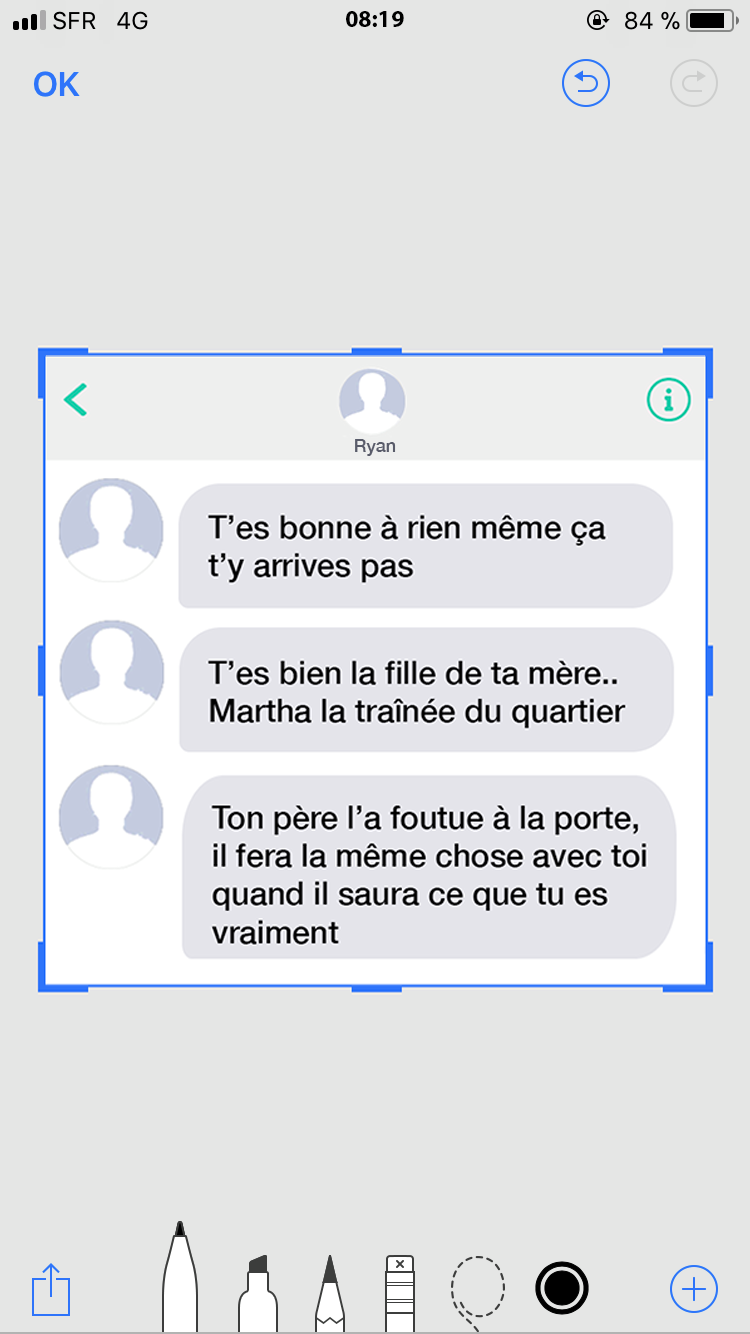 SFR 4G 08:19 84 %
OK
Ryan
T'es bonne à rien même ça
t'y arrives pas
T'es bien la fille de ta mère..
Martha la traînée du quartier
Ton père l'a foutue à la porte,
il fera la même chose avec toi
quand il saura ce que tu es
vraiment